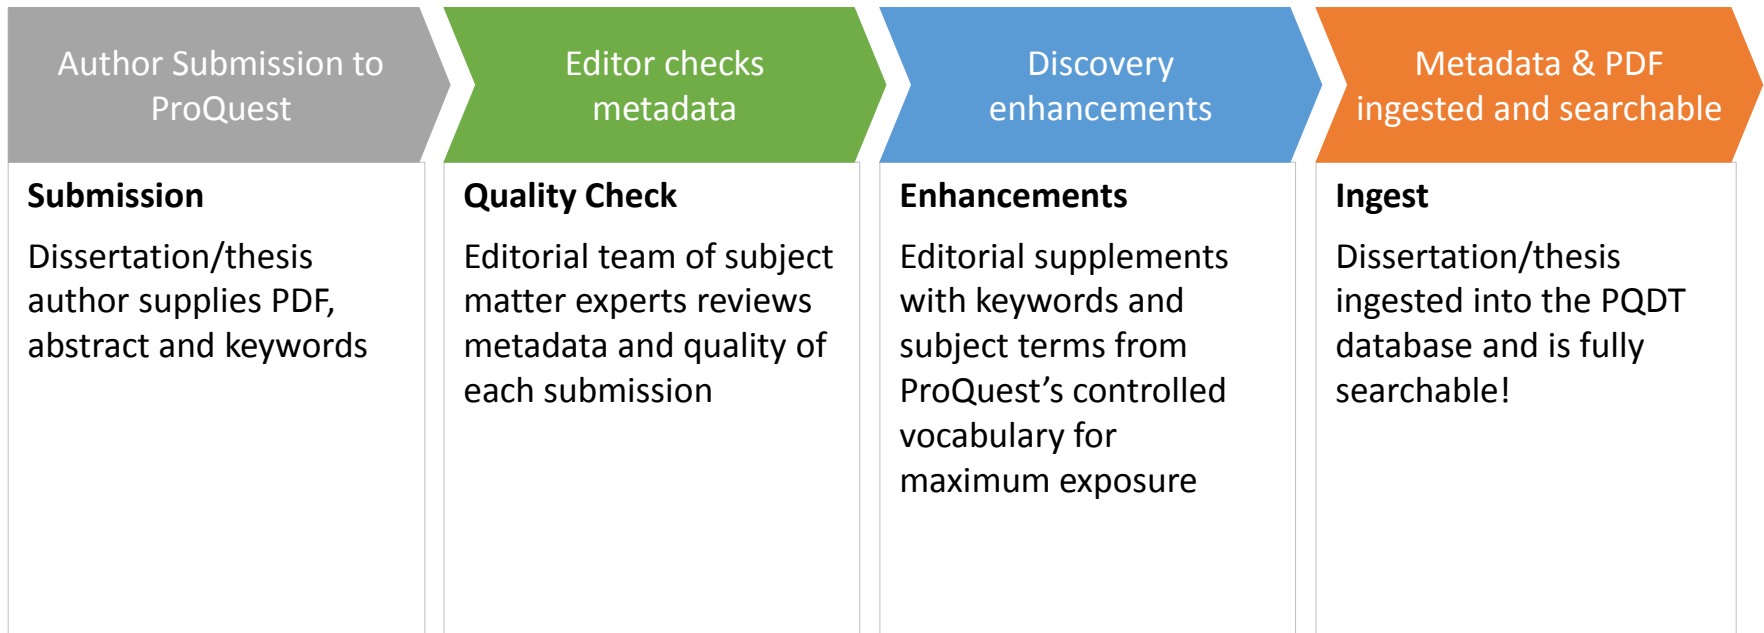 Author Submission to
ProQuest
Editor checks
metadata
Discovery
enhancements
Metadata & PDF
ingested and searchable
Submission
Dissertation/thesis
author supplies PDF,
abstract and keywords
Quality Check
Editorial team of subject
matter experts reviews
metadata and quality of
each submission
Enhancements
Editorial supplements
with keywords and
subject terms from
ProQuest’s controlled
vocabulary for
maximum exposure
Ingest
Dissertation/thesis
ingested into the PQDT
database and is fully
searchable!